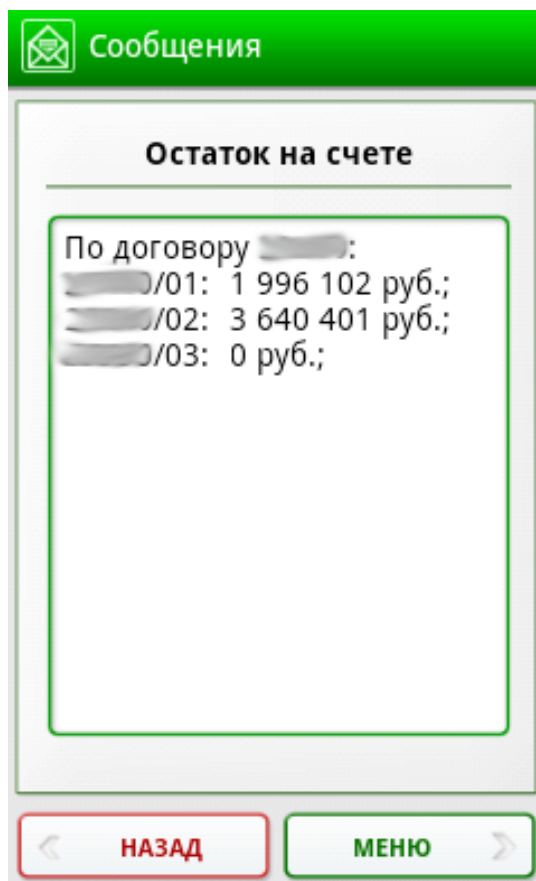 Сообщения
Остаток на счете
По договору :
/01: 1 996 102 руб.;
/02: 3 640 401 руб.;
/03: 0 руб.;
НАЗАД
МЕНЮ